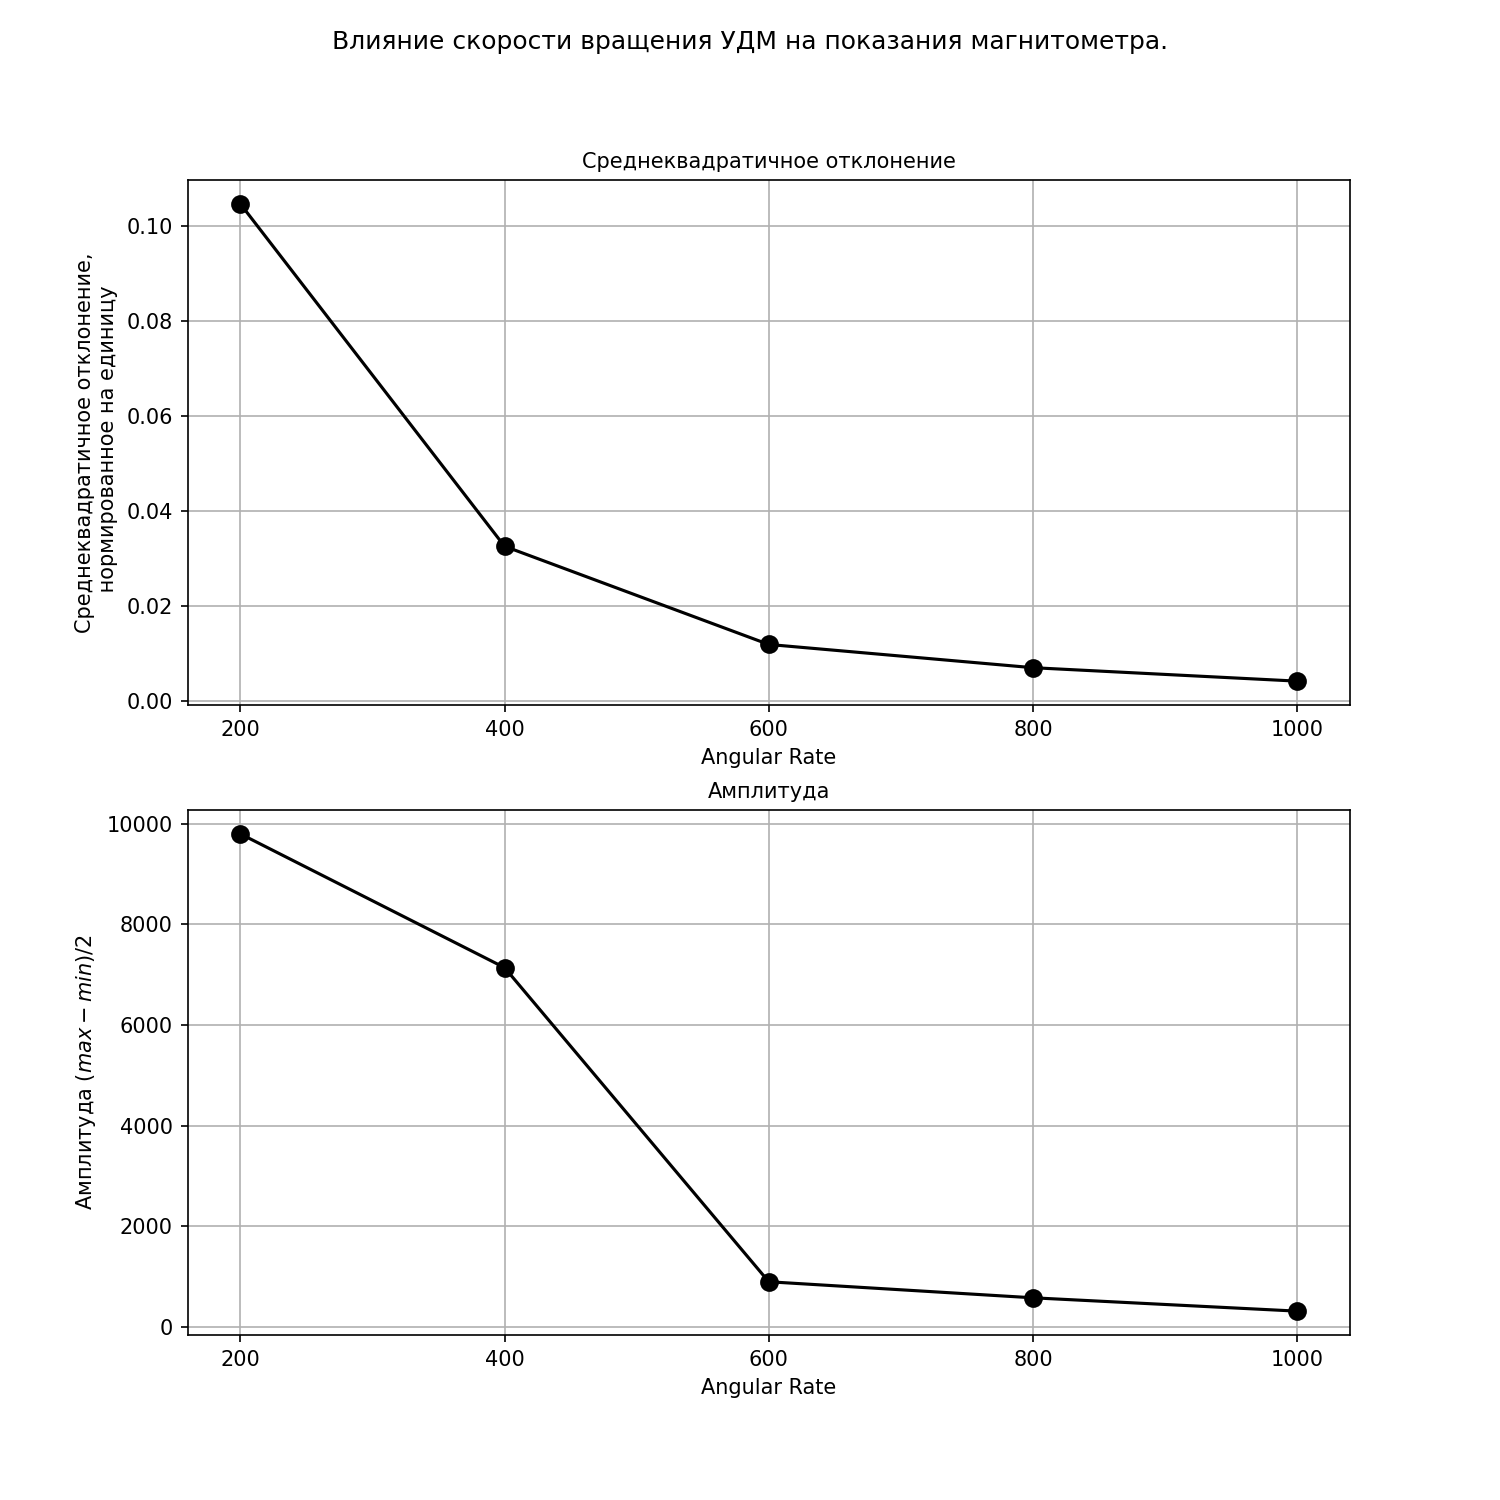 Влияние скорости вращения УДМ на показания магнитометра.
Среднеквадратичное отклонение
Среднеквадратичное отклонение,
нормированное на единицу
0.10
0.08
0.06
0.04
0.02
0.00
200 400 600 800 1000
Angular Rate
Амплитуда
Амплитуда (max − min)/2
10000
8000
6000
4000
2000
0
200 400 600 800 1000
Angular Rate